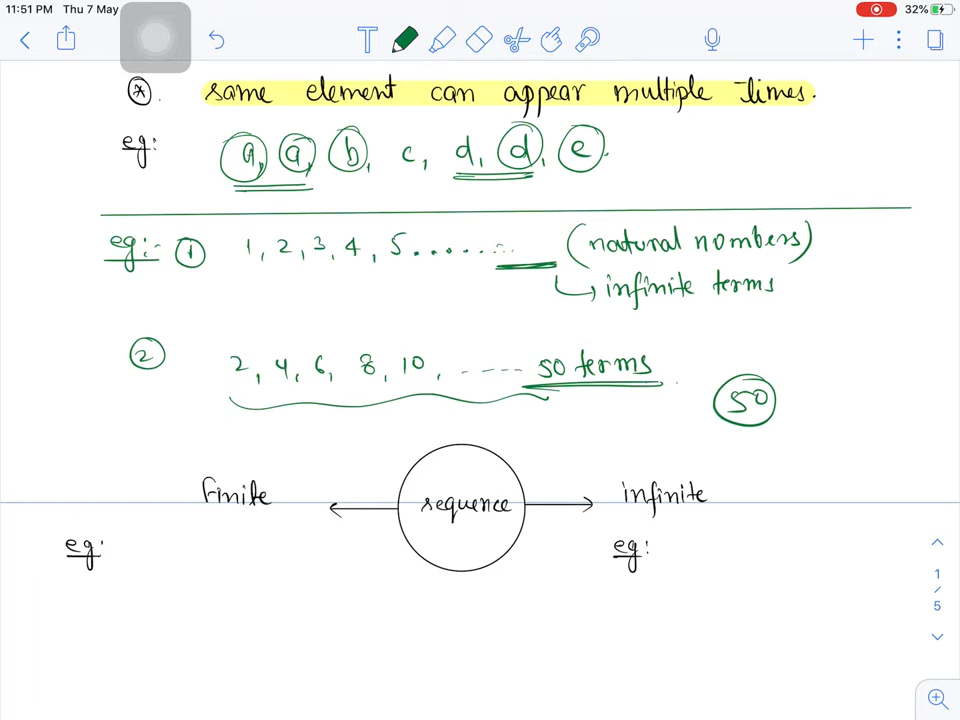 11:51 PM Thu 7 May 32%
(*). same element can appear multiple times.
eg: a, a, b, c, d, d, e.
eg:- (1) 1, 2, 3, 4, 5.......... (natural nombers)
↳ infinite terms
(2) 2, 4, 6, 8, 10, ....... 50 terms.
50
finite ← sequence → infinite
eg: eg:
1
/
5